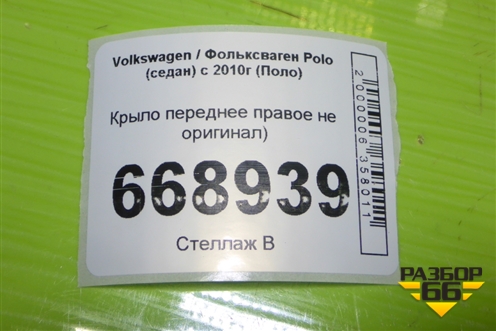 Volkswagen / Фольксваген Polo
(седан) с 2010г (Поло)
Крыло переднее правое не
оригинал)
668939
Стеллаж В
2000006358011
РАЗБОР
66